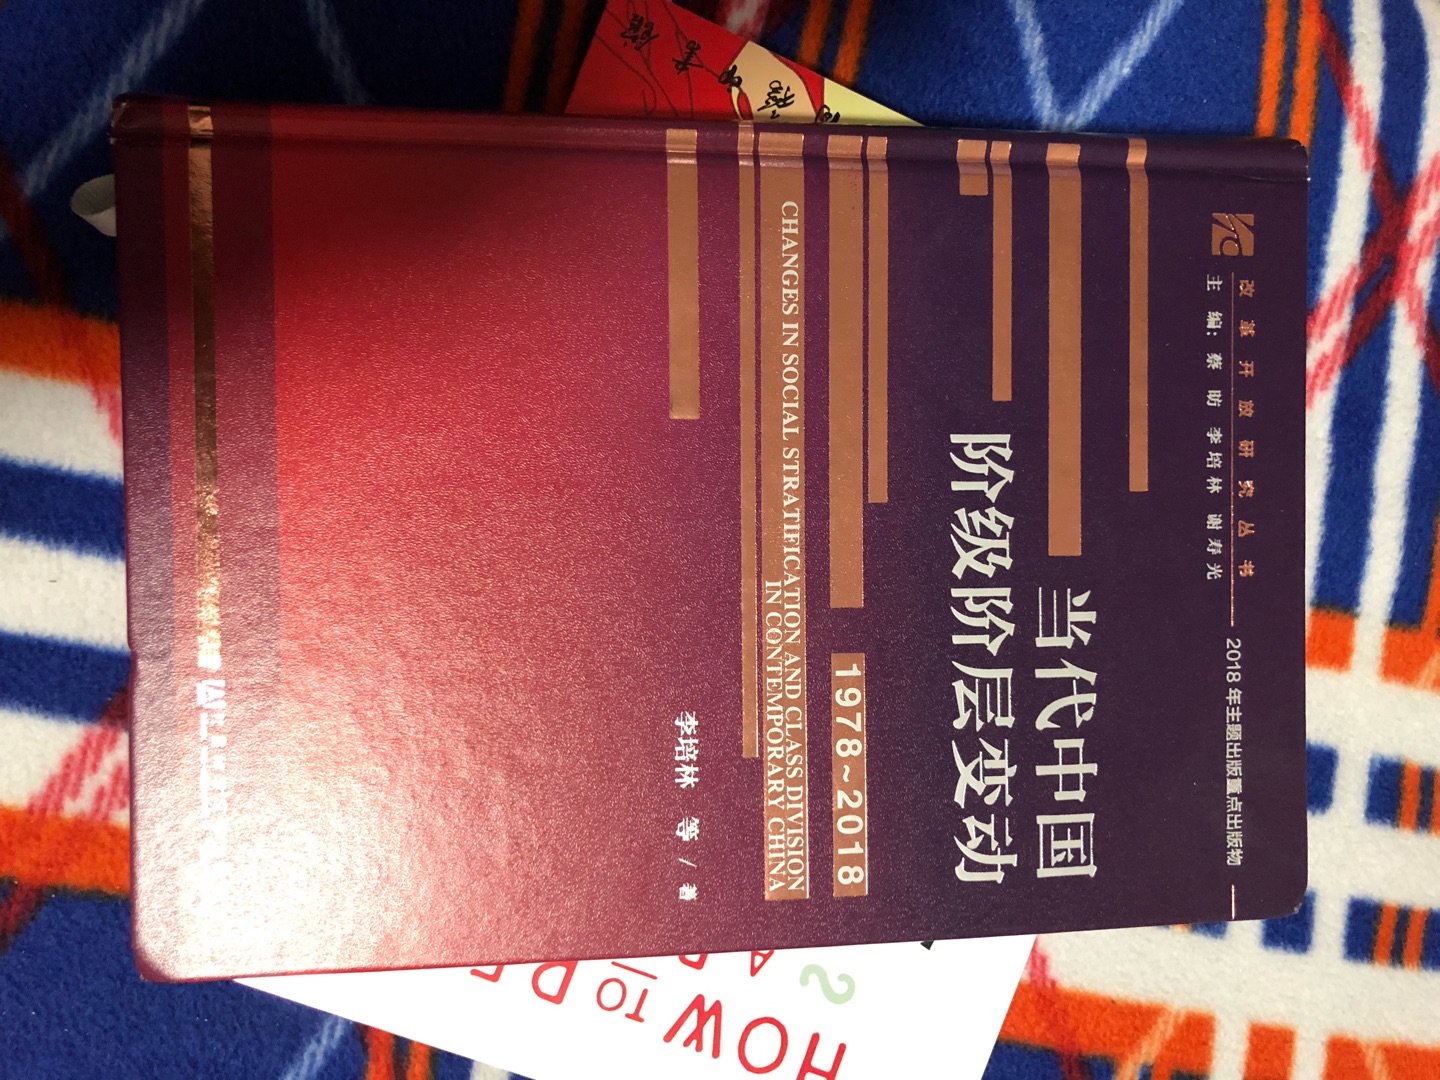 改革开放研究丛书
2018年主题出版重点出版物
主编：蔡昉 李培林 谢寿光
当代中国
阶级阶层变动
1978~2018
CHANGES IN SOCIAL STRATIFICATION AND CLASS DIVISION
IN CONTEMPORARY CHINA
李培林 等/著
HOW TO
2